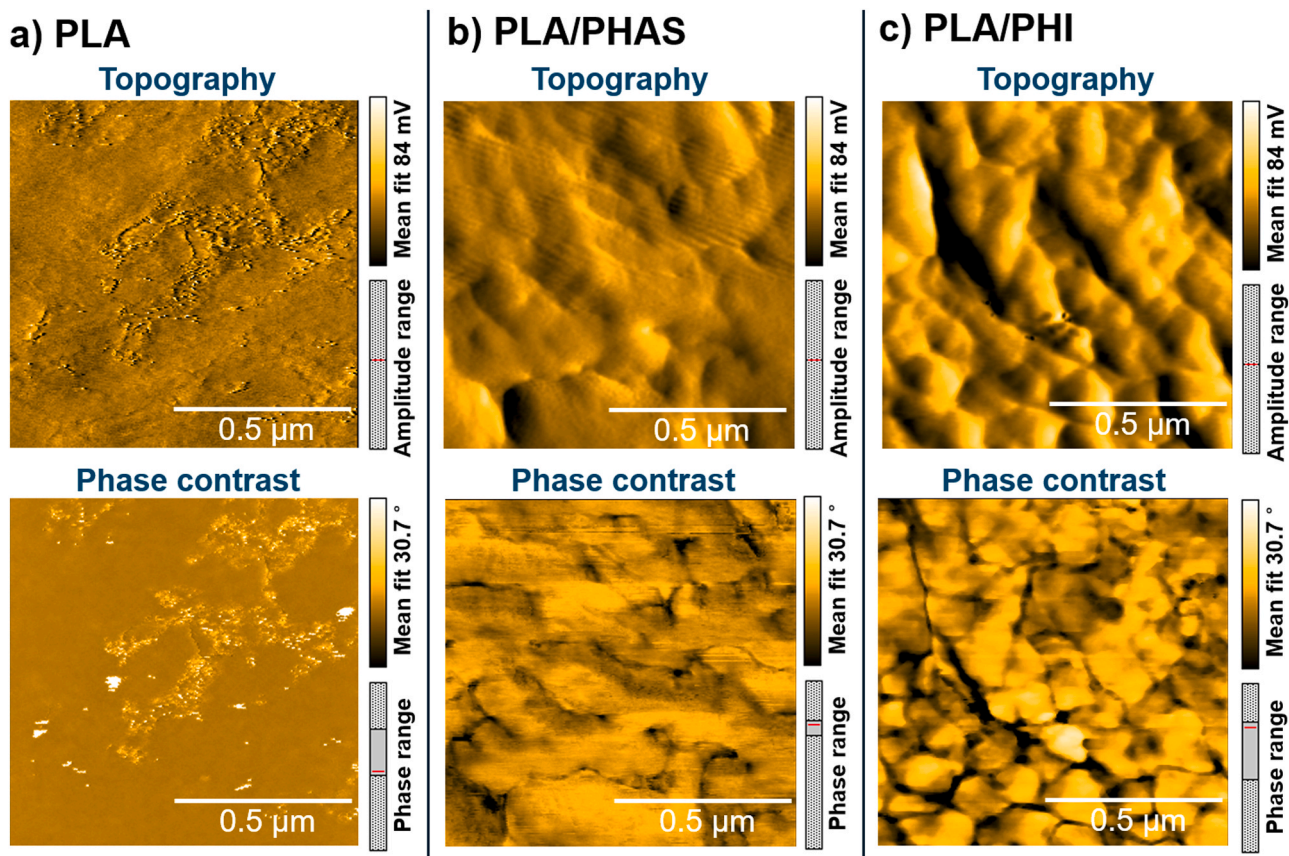 a) PLA
Topography
Mean fit 84 mV
Amplitude range
0.5 µm
Phase contrast
Mean fit 30.7 °
Phase range
0.5 µm
b) PLA/PHAS
Topography
Mean fit 84 mV
Amplitude range
0.5 µm
Phase contrast
Mean fit 30.7 °
Phase range
0.5 µm
c) PLA/PHI
Topography
Mean fit 84 mV
Amplitude range
0.5 µm
Phase contrast
Mean fit 30.7 °
Phase range
0.5 µm